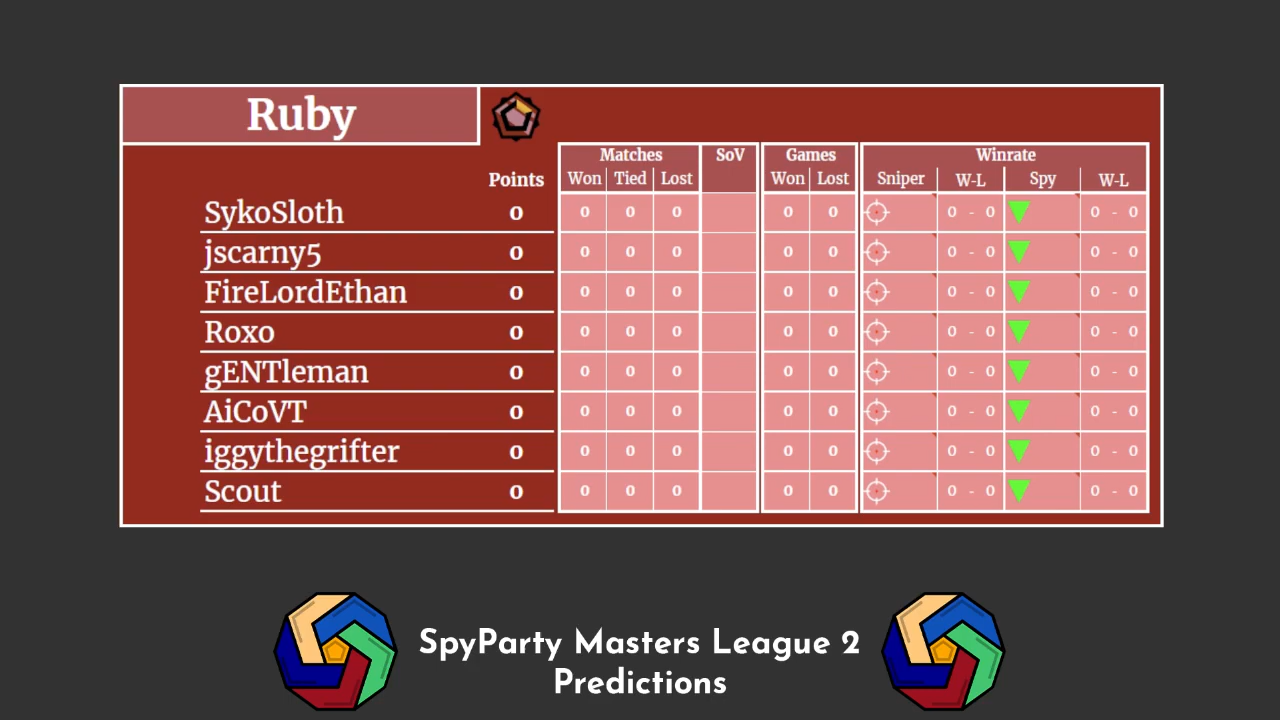 Ruby
Matches SoV Games Winrate
Points Won Tied Lost Won Lost Sniper W-L Spy W-L
SykoSloth 0 0 0 0 0 0 0 - 0 0 - 0
jscarny5 0 0 0 0 0 0 0 - 0 0 - 0
FireLordEthan 0 0 0 0 0 0 0 - 0 0 - 0
Roxo 0 0 0 0 0 0 0 - 0 0 - 0
gENTleman 0 0 0 0 0 0 0 - 0 0 - 0
AiCoVT 0 0 0 0 0 0 0 - 0 0 - 0
iggythegrifter 0 0 0 0 0 0 0 - 0 0 - 0
Scout 0 0 0 0 0 0 0 - 0 0 - 0
SpyParty Masters League 2
Predictions